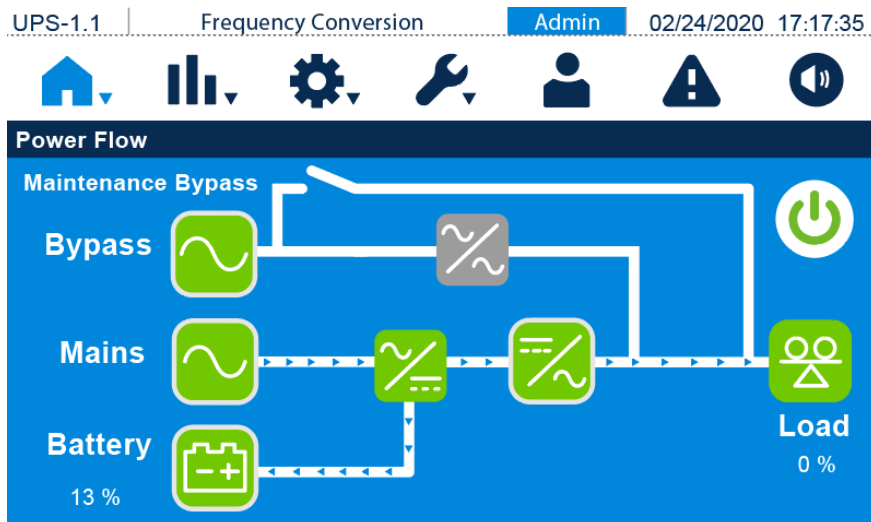 UPS-1.1 Frequency Conversion Admin 02/24/2020 17:17:35
Power Flow
Maintenance Bypass
Bypass
Mains
Battery
13 %
Load
0 %